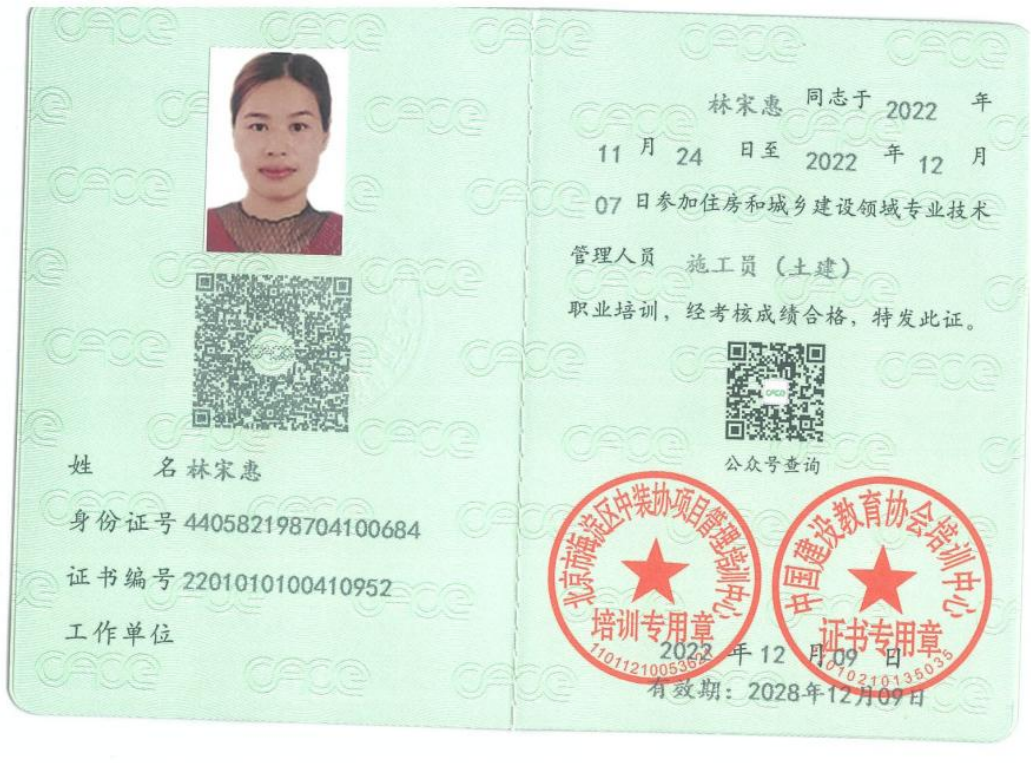 姓 名 林宋惠
身份证号 440582198704100684
证书编号 2201010100410952
工作单位
林宋惠 同志于 2022 年
11 月 24 日至 2022 年 12 月
07 日参加住房和城乡建设领域专业技术
管理人员 施工员（土建）
职业培训，经考核成绩合格，特发此证。
公众号查询
北京市海淀区中装协项目管理培训中心
培训专用章
中国建设教育协会培训中心
证书专用章
2022 年 12 月 09 日
有效期：2028年12月09日
CACE